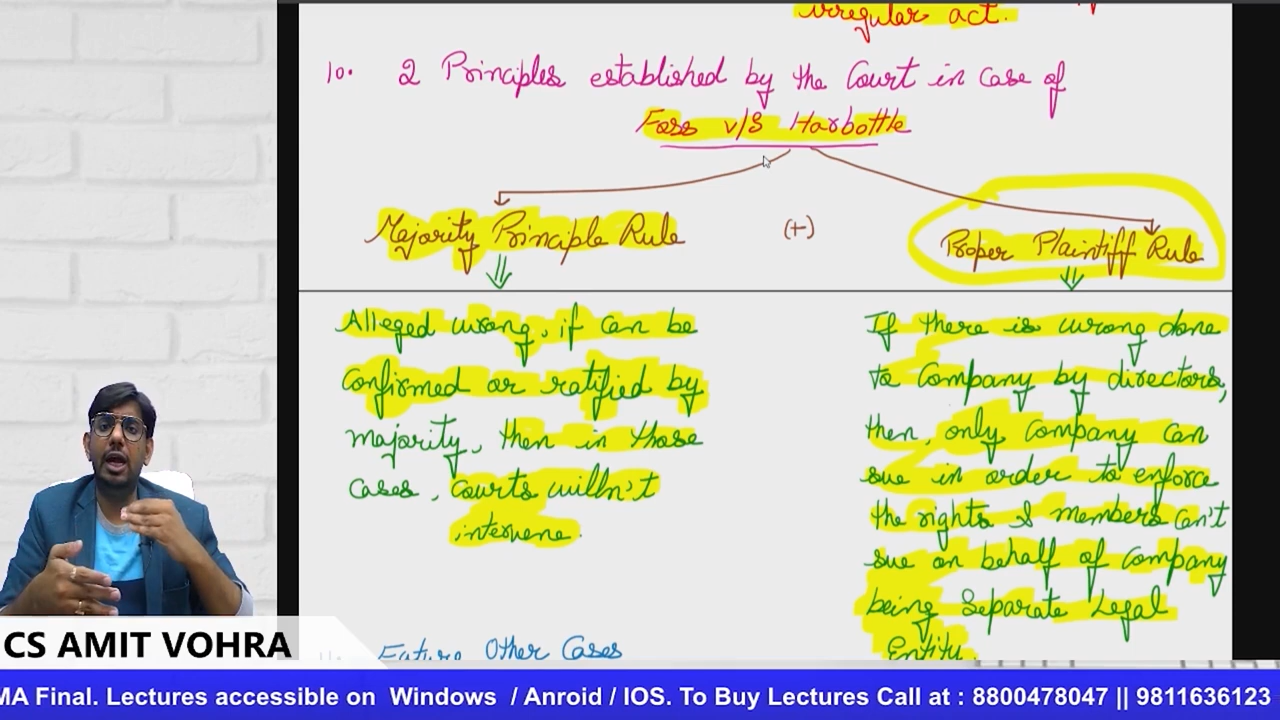 irregular act.
10. 2 Principles established by the Court in case of
Foss v/s Harbottle
Majority Principle Rule (+) Proper Plaintiff Rule
Alleged wrong, if can be
confirmed or ratified by
majority, then in those
cases, courts willn't
intervene.
If there is wrong done
to Company by directors,
then, only Company can
sue in order to enforce
the rights & members can't
sue on behalf of Company
being Separate Legal
Entity
11. Future Other Cases
CS AMIT VOHRA
MA Final. Lectures accessible on Windows / Anroid / IOS. To Buy Lectures Call at : 8800478047 || 9811636123